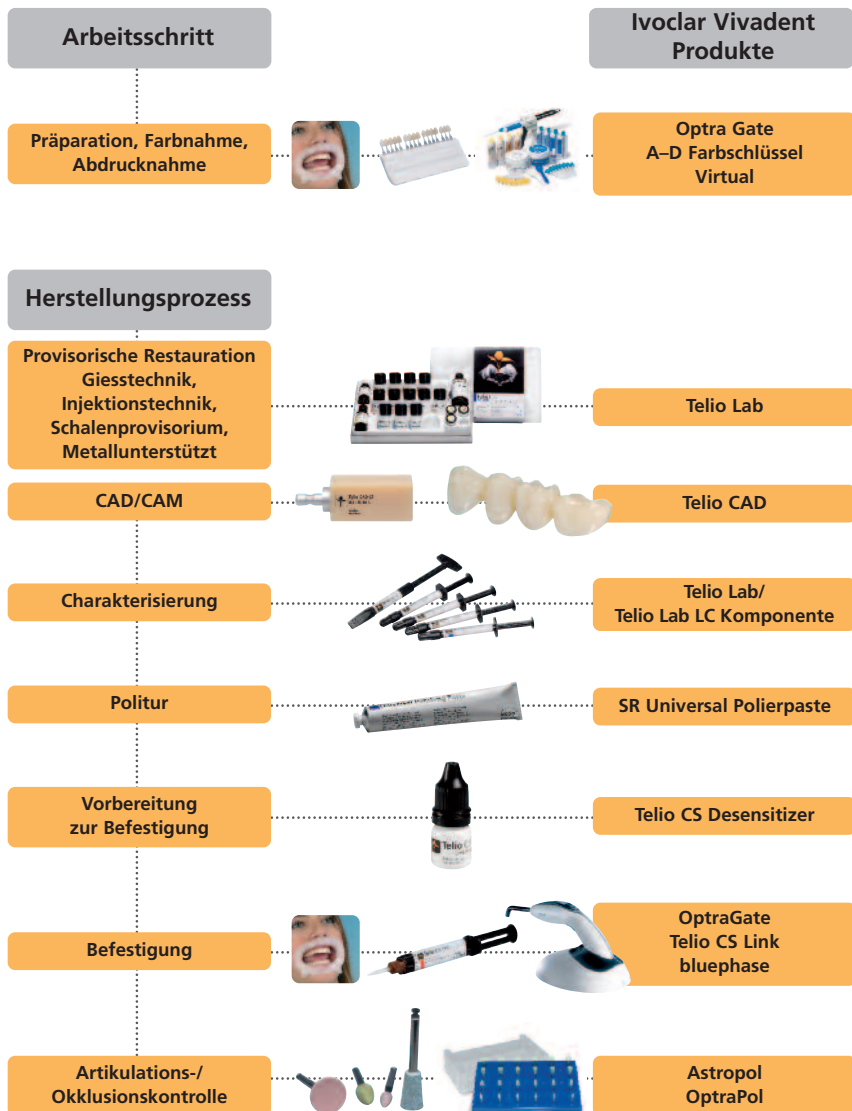 Arbeitsschritt
Ivoclar Vivadent
Produkte
Präparation, Farbnahme,
Abdrucknahme
Optra Gate
A–D Farbschlüssel
Virtual
Herstellungsprozess
Provisorische Restauration
Giesstechnik,
Injektionstechnik,
Schalenprovisorium,
Metallunterstützt
Telio Lab
CAD/CAM
Telio CAD
Charakterisierung
Telio Lab/
Telio Lab LC Komponente
Politur
SR Universal Polierpaste
Vorbereitung
zur Befestigung
Telio CS Desensitizer
Telio C
Befestigung
OptraGate
Telio CS Link
bluephase
Artikulations-/
Okklusionskontrolle
Astropol
OptraPol